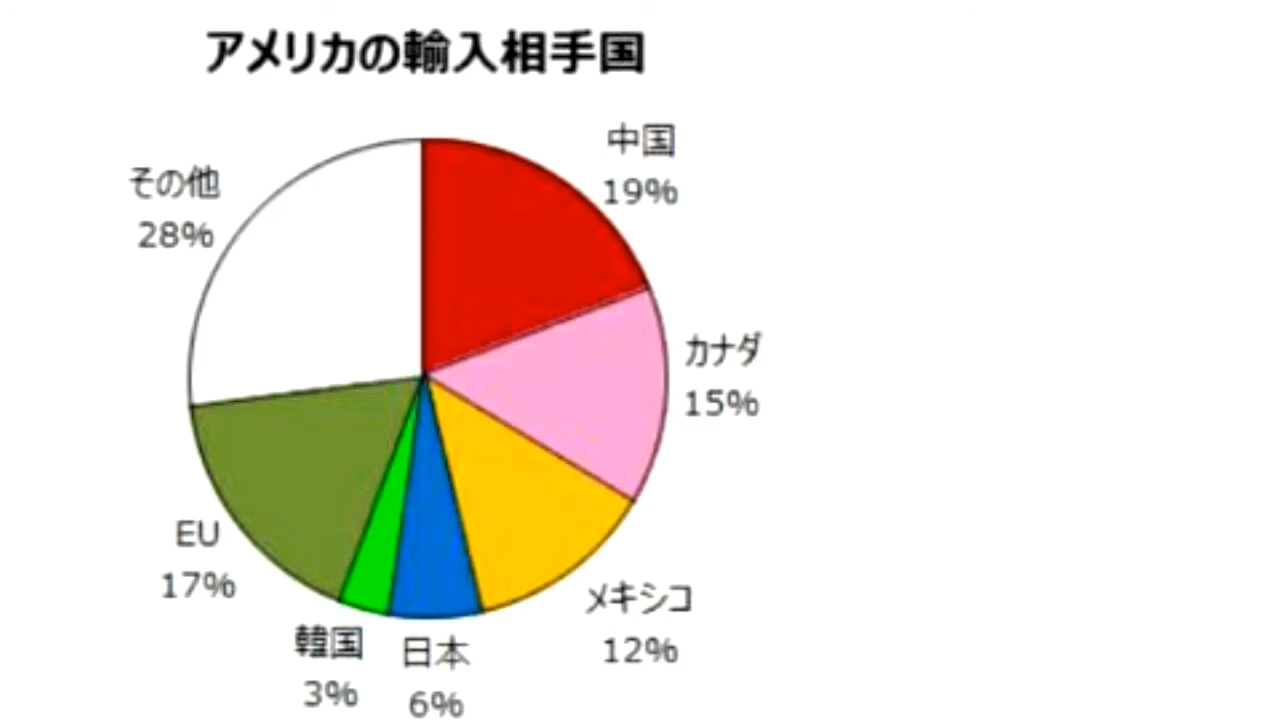 アメリカの輸入相手国
中国
19%
カナダ
15%
メキシコ
12%
日本
6%
韓国
3%
EU
17%
その他
28%